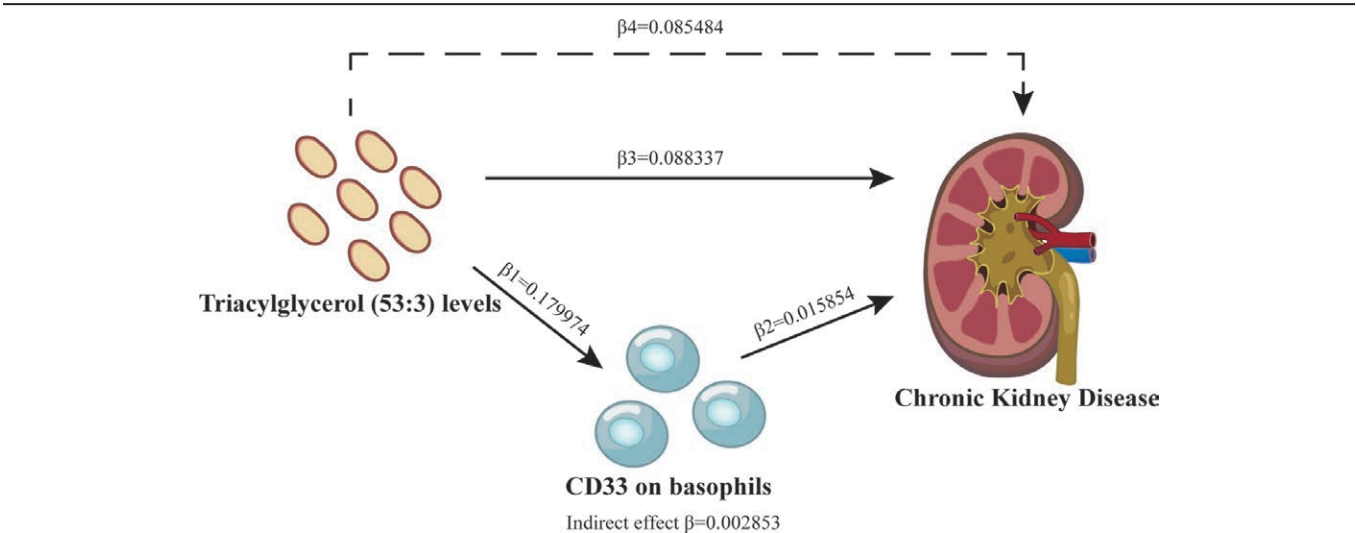 β4=0.085484
β3=0.088337
Triacylglycerol (53:3) levels
β1=0.179974
β2=0.015854
Chronic Kidney Disease
CD33 on basophils
Indirect effect β=0.002853